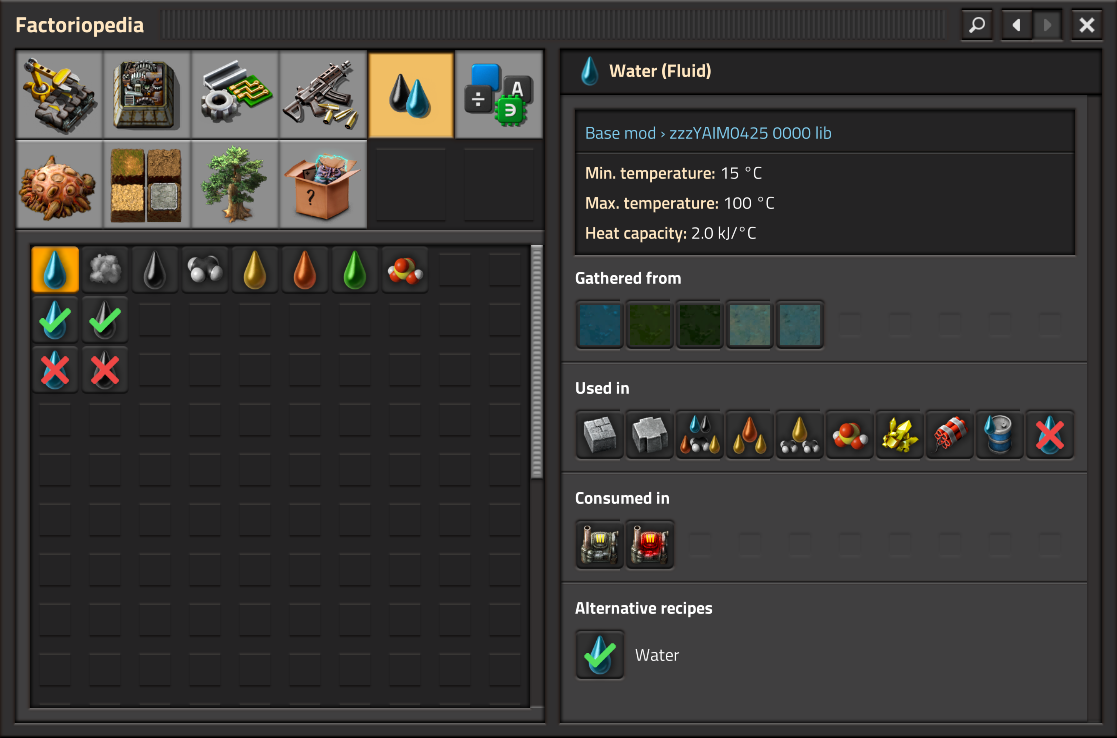 Factoriopedia
A
Water (Fluid)
Base mod › zzzYAIM0425 0000 lib
Min. temperature: 15 °C
Max. temperature: 100 °C
Heat capacity: 2.0 kJ/°C
Gathered from
Used in
Consumed in
Alternative recipes
Water